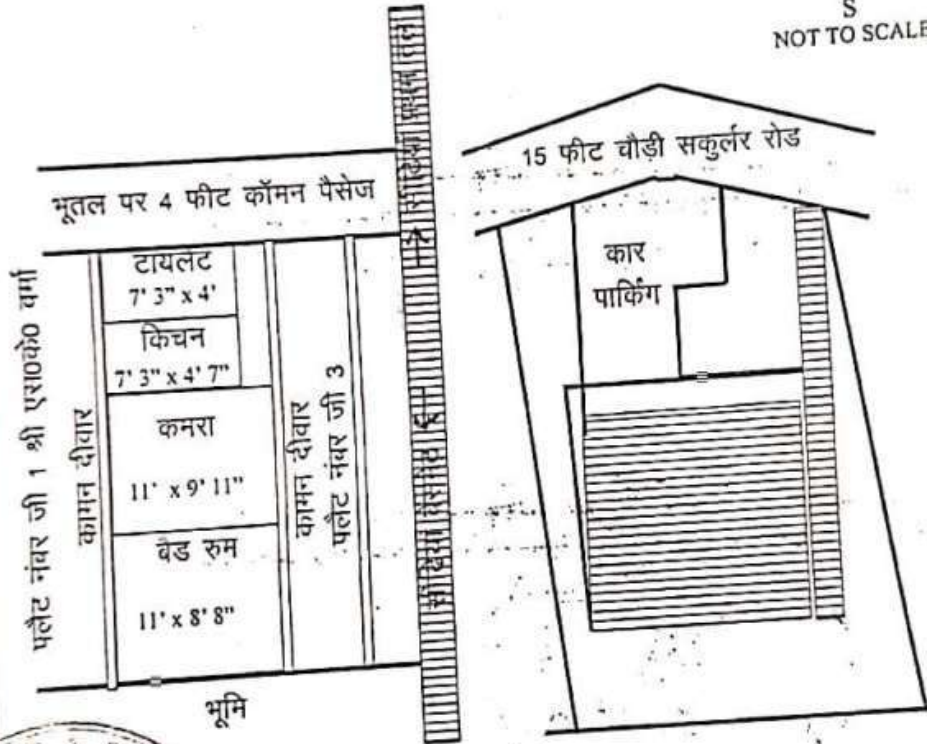 S
NOT TO SCALE
15 फीट चौड़ी सकुर्लर रोड
भूतल पर 4 फीट कॉमन पैसेज
टायलेट
7' 3" x 4'
किचन
7' 3" x 4' 7"
कमरा
11' x 9' 11"
बेड रुम
11' x 8' 8"
फ्लैट नंबर जी 1 श्री एस0के0 वर्मा
कामन दीवार
कामन दीवार
फ्लैट नंबर जी 3
कार
पार्किंग
भूमि